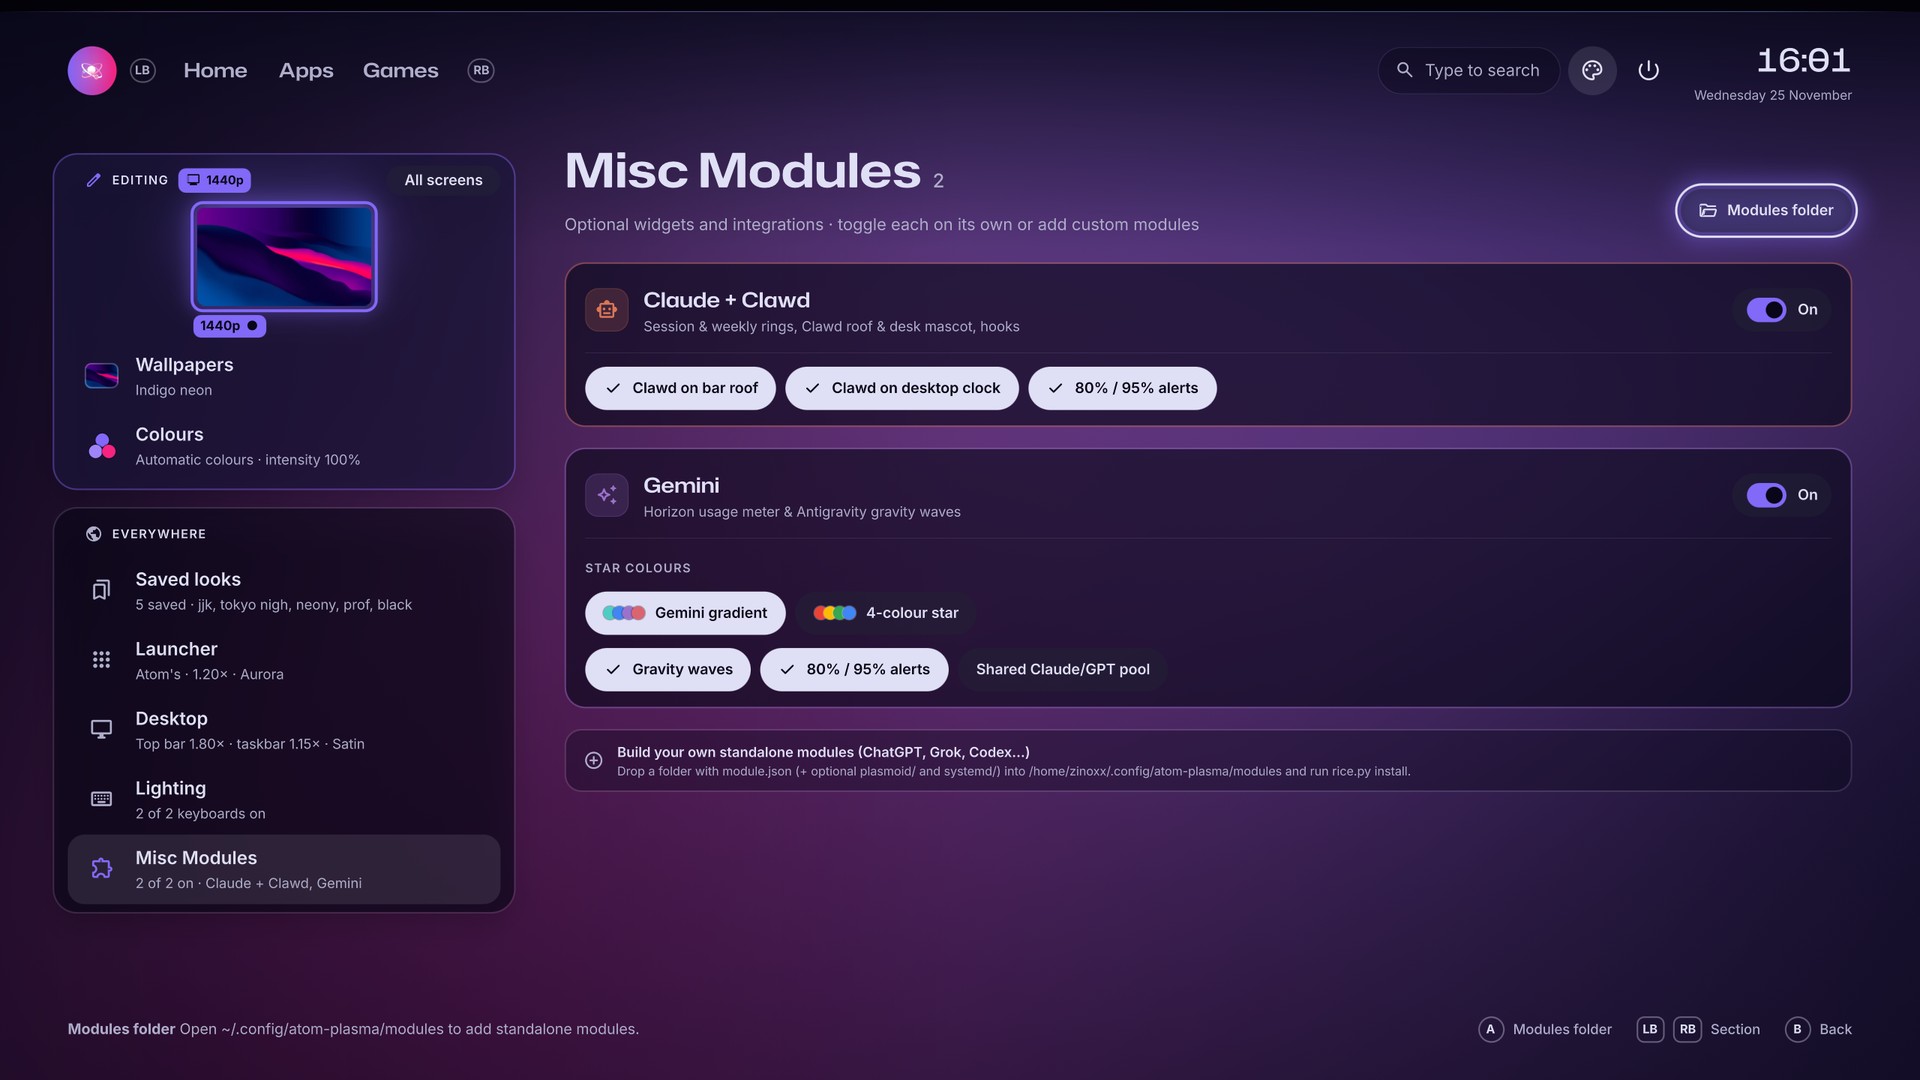 LB Home Apps Games RB
Type to search
16:01
Wednesday 25 November
EDITING 1440p All screens
1440p
Wallpapers
Indigo neon
Colours
Automatic colours · intensity 100%
EVERYWHERE
Saved looks
5 saved · jjk, tokyo nigh, neony, prof, black
Launcher
Atom's · 1.20× · Aurora
Desktop
Top bar 1.80× · taskbar 1.15× · Satin
Lighting
2 of 2 keyboards on
Misc Modules
2 of 2 on · Claude + Clawd, Gemini
Misc Modules 2
Optional widgets and integrations · toggle each on its own or add custom modules
Modules folder
Claude + Clawd
Session & weekly rings, Clawd roof & desk mascot, hooks
On
Clawd on bar roof Clawd on desktop clock 80% / 95% alerts
Gemini
Horizon usage meter & Antigravity gravity waves
On
STAR COLOURS
Gemini gradient 4-colour star
Gravity waves 80% / 95% alerts Shared Claude/GPT pool
Build your own standalone modules (ChatGPT, Grok, Codex...)
Drop a folder with module.json (+ optional plasmoid/ and systemd/) into /home/zinoxx/.config/atom-plasma/modules and run rice.py install.
Modules folder Open ~/.config/atom-plasma/modules to add standalone modules.
A Modules folder LB RB Section B Back